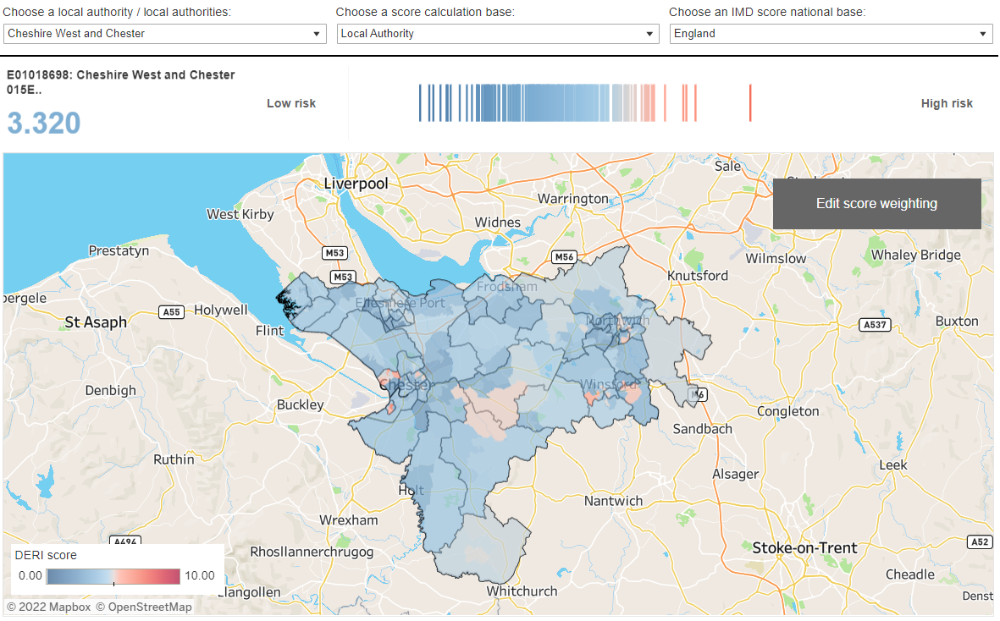 Choose a local authority / local authorities:
Choose a score calculation base:
Choose an IMD score national base:
Cheshire West and Chester
Local Authority
England
E01018698: Cheshire West and Chester
015E..
3.320
Low risk
High risk
Liverpool
Sale
Edit score weighting
Warrington
West Kirby
Widnes
Prestatyn
M53
M56
Wilmslow
Whaley Bridge
Knutsford
M53
Frodsham
Ellesmere Port
bergele
A55
Holywell
St Asaph
Flint
Northwich
A537
Buxton
Chester
Winsford
Denbigh
Buckley
Congleton
Sandbach
Ruthin
Leek
Alsager
Holt
Nantwich
Wrexham
A494
Rhosllannerchrugog
Stoke-on-Trent
A52
DERI score
0.00
10.00
Cheadle
Llangollen
Whitchurch
Denst
© 2022 Mapbox © OpenStreetMap